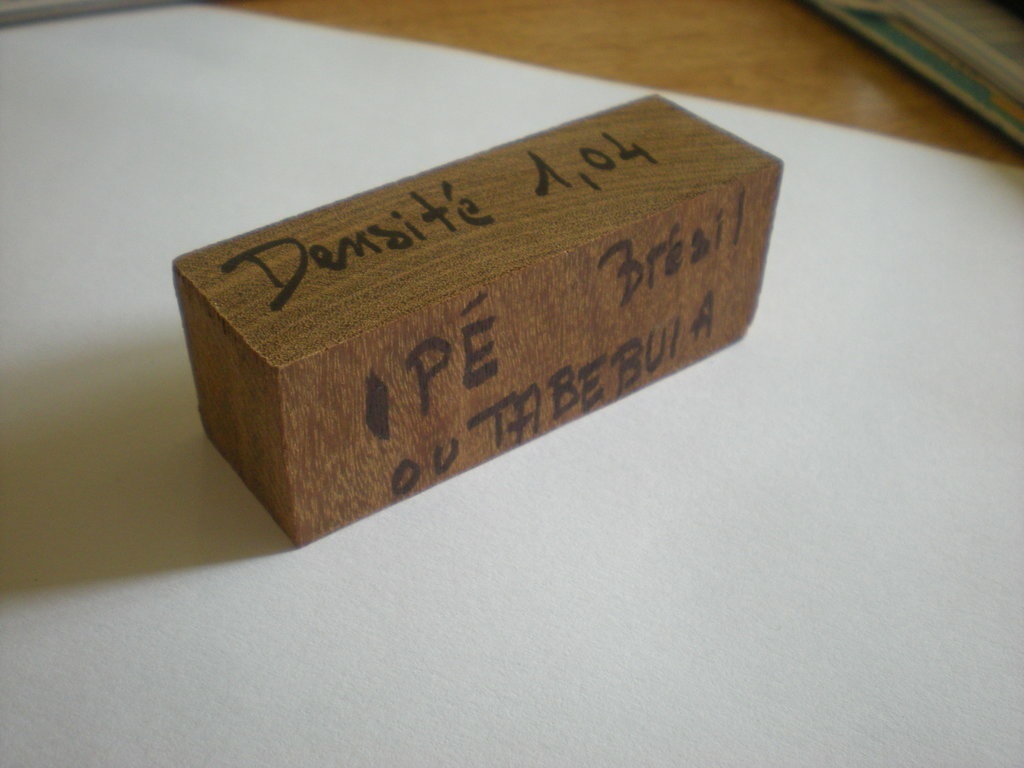 Densité 1,04
IPÉ Brésil
ou TABEBUIA